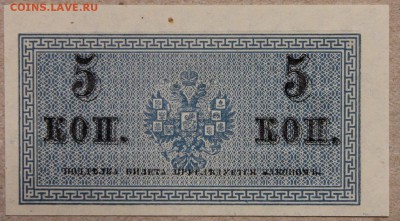 COINS.LAVE.RU
5 5
КОП. КОП.
ПОДДѢЛКА БИЛЕТА ПРЕСЛѢДУЕТСЯ ЗАКОНОМЪ.